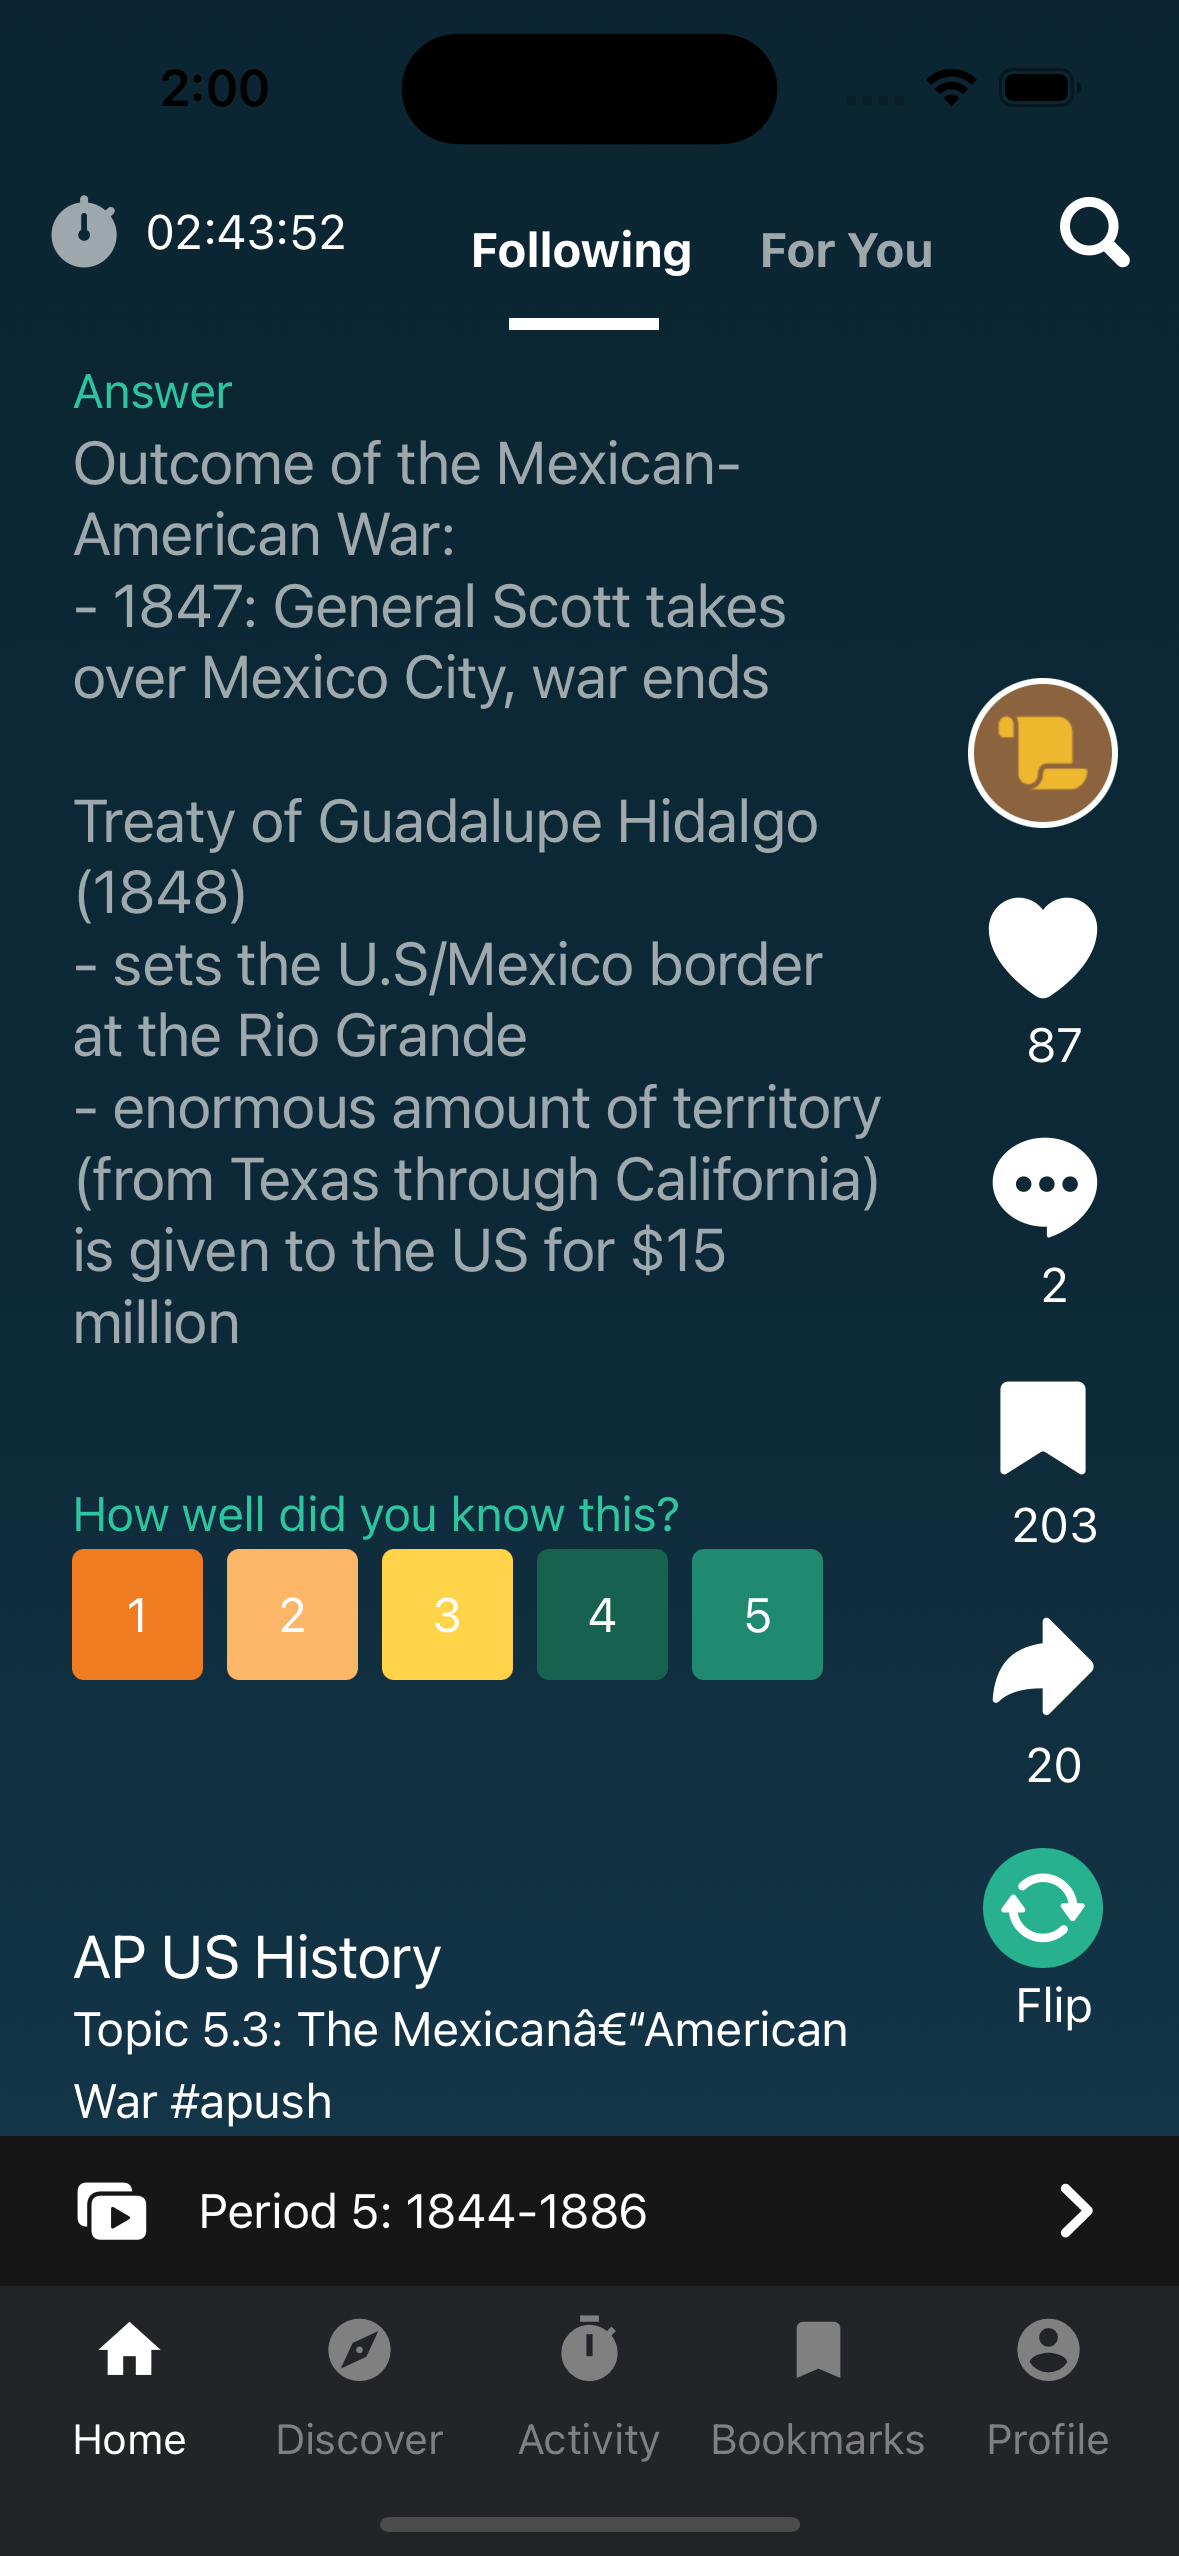 2:00
02:43:52
Following
For You
Answer
Outcome of the Mexican-
American War:
- 1847: General Scott takes
over Mexico City, war ends
Treaty of Guadalupe Hidalgo
(1848)
- sets the U.S/Mexico border
at the Rio Grande
- enormous amount of territory
(from Texas through California)
is given to the US for $15
million
87
2
203
20
Flip
How well did you know this?
1
2
3
4
5
AP US History
Topic 5.3: The Mexicanâ€“American
War #apush
Period 5: 1844-1886
Home
Discover
Activity
Bookmarks
Profile